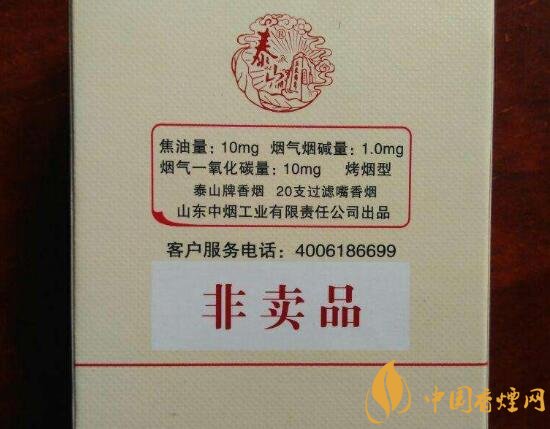 泰山
焦油量：10mg 烟气烟碱量：1.0mg
烟气一氧化碳量：10mg 烤烟型
泰山牌香烟 20支过滤嘴香烟
山东中烟工业有限责任公司出品
客户服务电话：4006186699
非卖品
中国香煙网